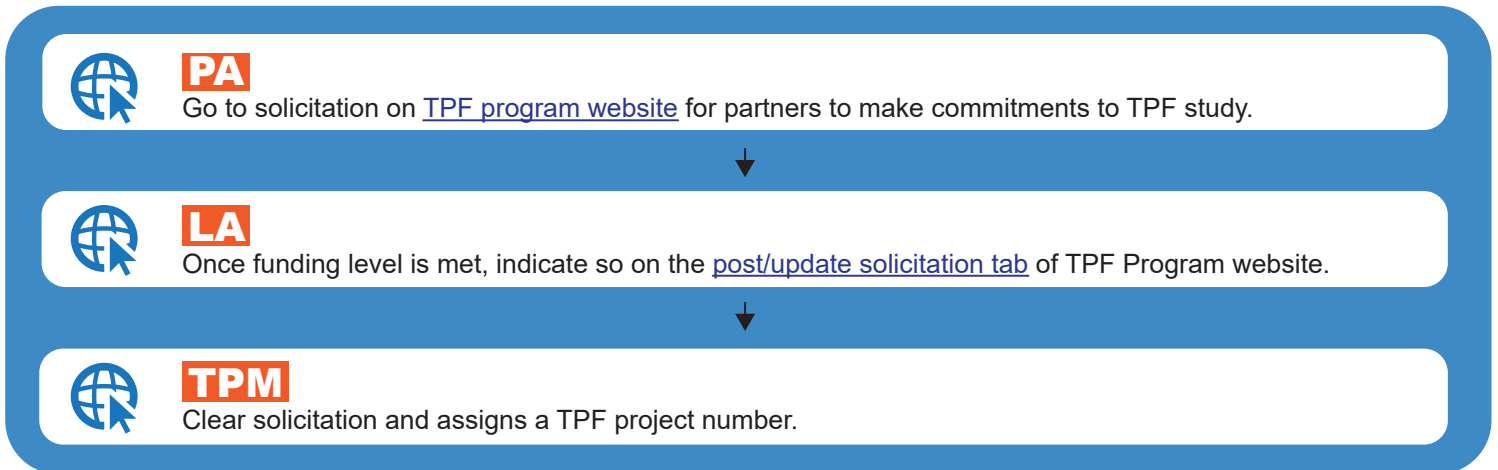 PA
Go to solicitation on TPF program website for partners to make commitments to TPF study.
LA
Once funding level is met, indicate so on the post/update solicitation tab of TPF Program website.
TPM
Clear solicitation and assigns a TPF project number.